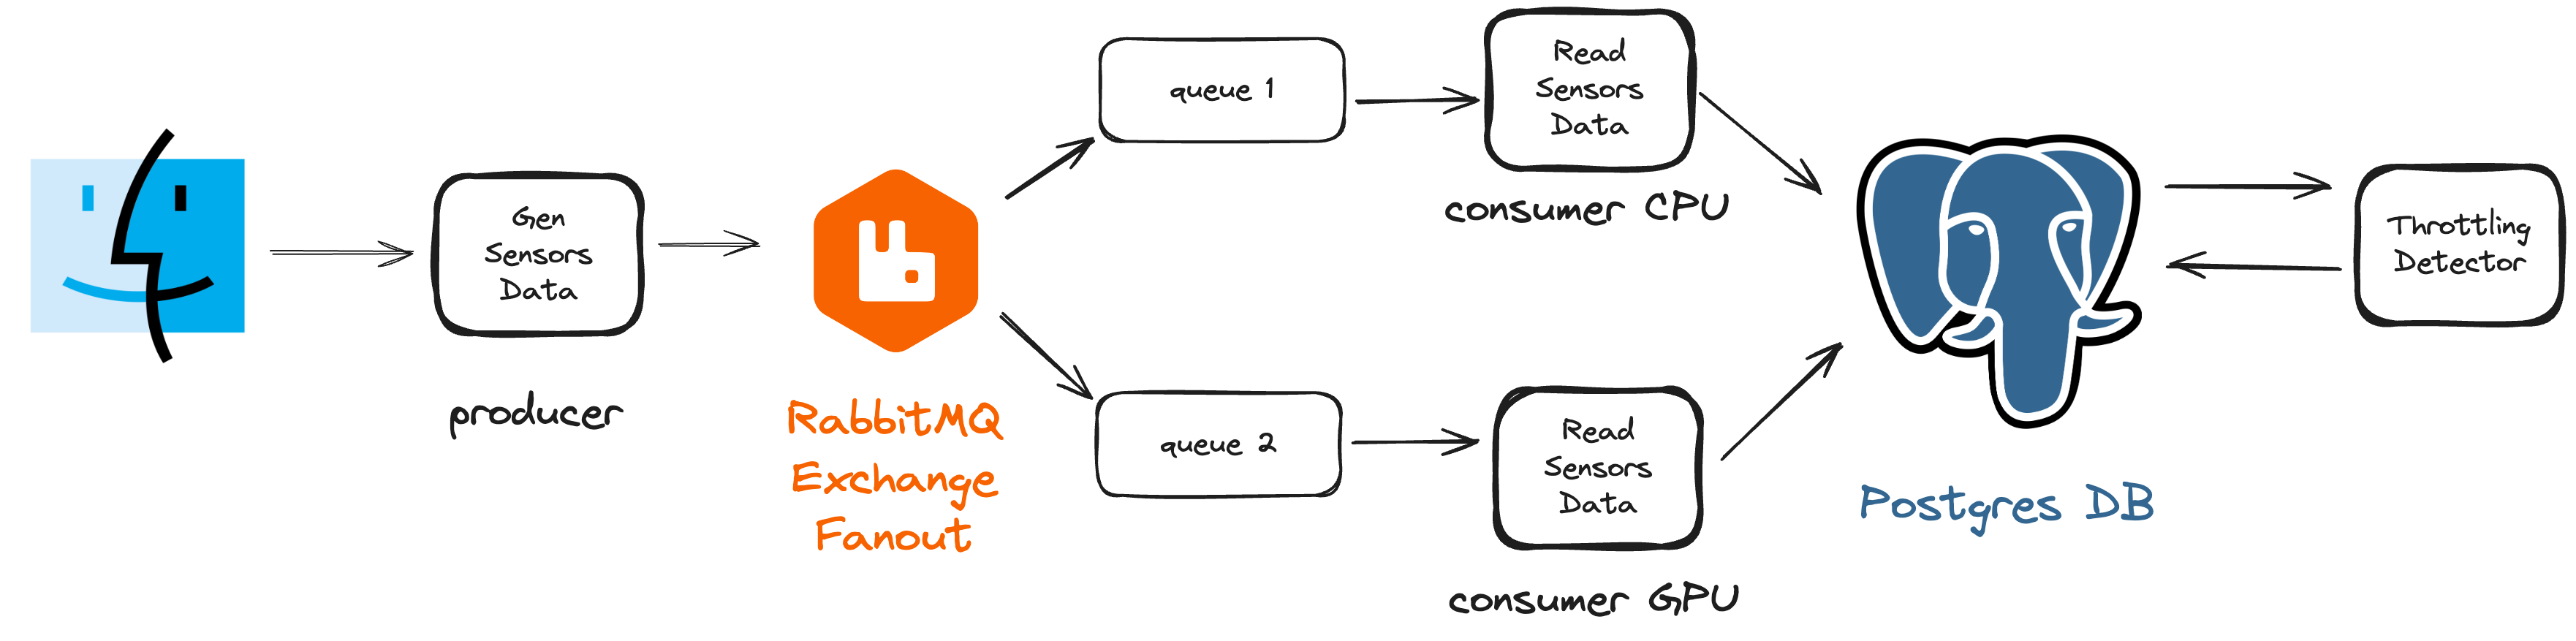 Gen
Sensors
Data
producer
RabbitMQ
Exchange
Fanout
queue 1
Read
Sensors
Data
consumer CPU
queue 2
Read
Sensors
Data
consumer GPU
Postgres DB
Throttling
Detector